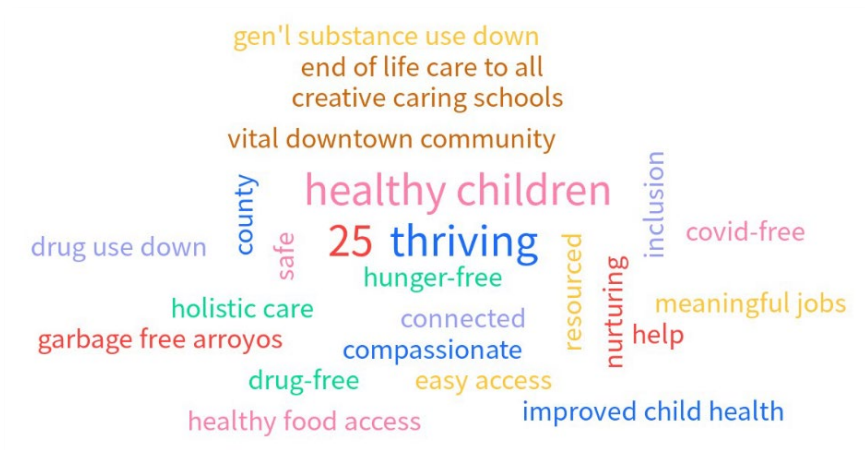 gen'l substance use down
end of life care to all
creative caring schools
vital downtown community
healthy children
county
inclusion
safe
25 thriving
covid-free
drug use down
resourced
hunger-free
nurturing
holistic care
meaningful jobs
connected
garbage free arroyos
help
compassionate
drug-free
easy access
improved child health
healthy food access